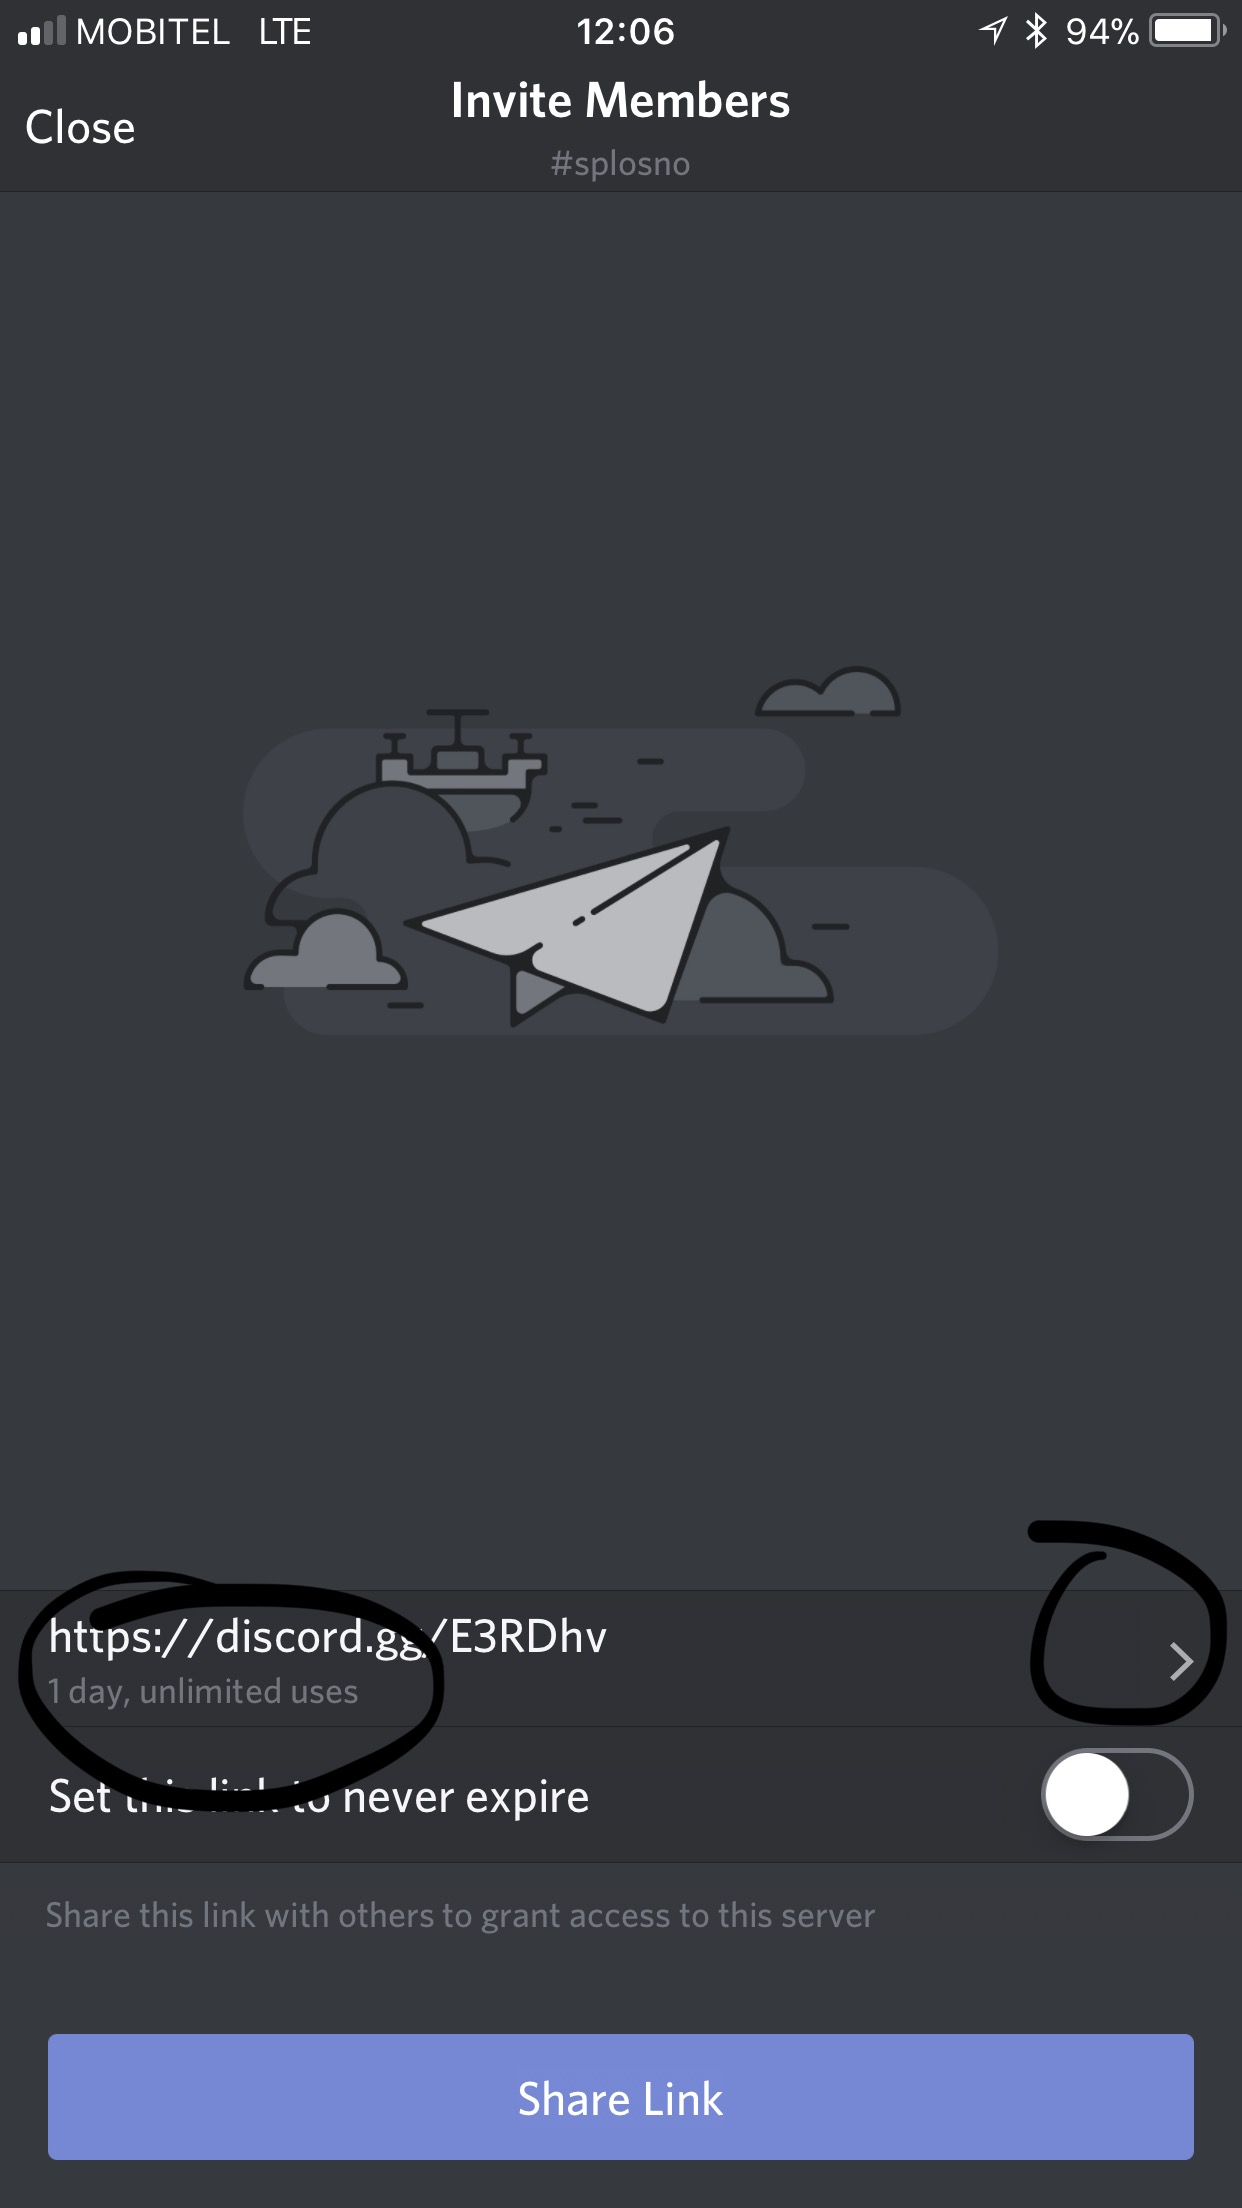 MOBITEL LTE 12:06 94%
Invite Members
Close
#splosno
https://discord.gg/E3RDhv
1 day, unlimited uses
Set this link to never expire
Share this link with others to grant access to this server
Share Link